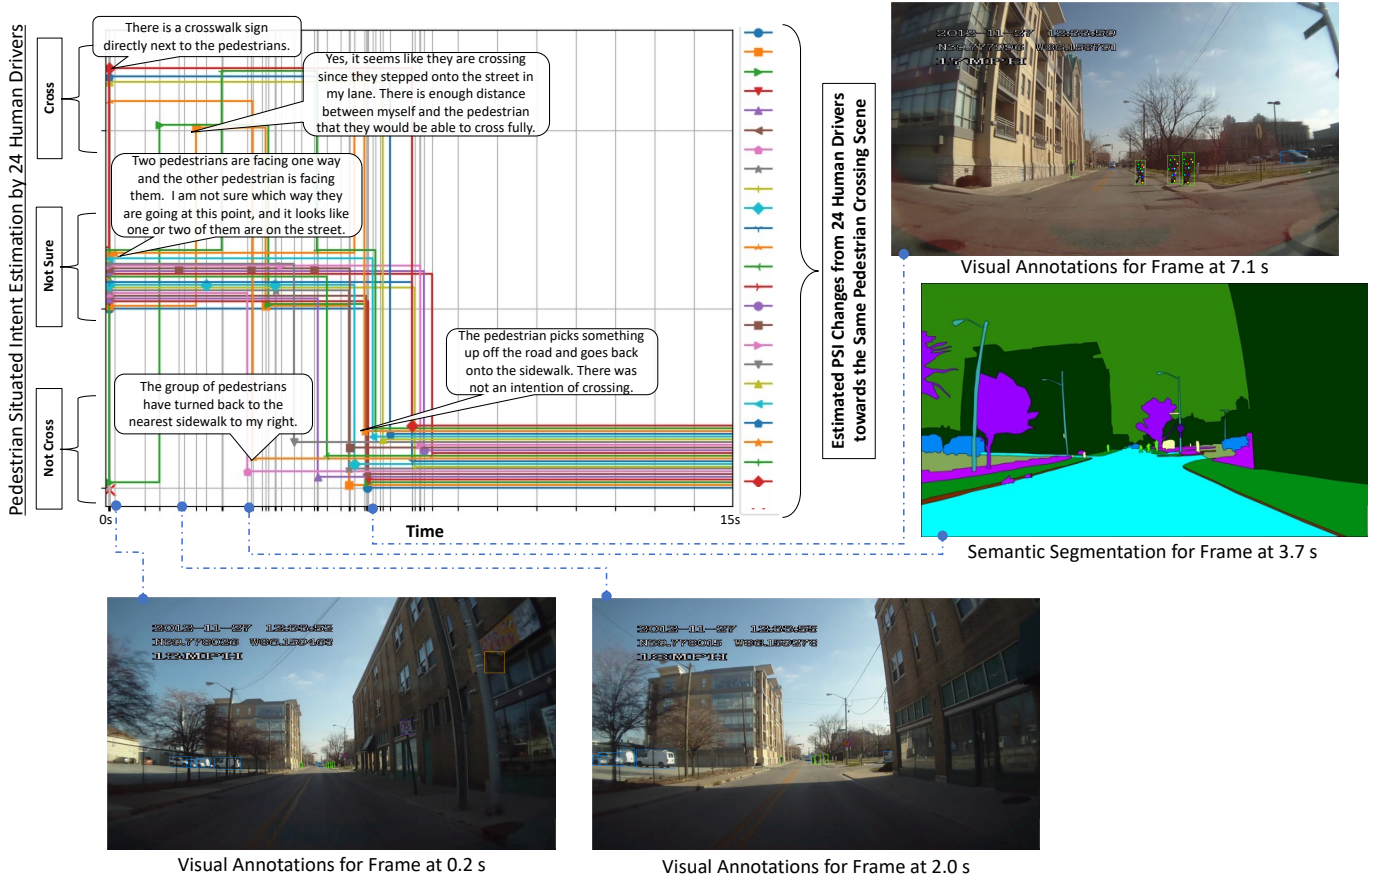 Pedestrian Situated Intent Estimation by 24 Human Drivers
Cross
Not Sure
Not Cross
There is a crosswalk sign
directly next to the pedestrians.
Yes, it seems like they are crossing
since they stepped onto the street in
my lane. There is enough distance
between myself and the pedestrian
that they would be able to cross fully.
Two pedestrians are facing one way
and the other pedestrian is facing
them.  I am not sure which way they
are going at this point, and it looks like
one or two of them are on the street.
The pedestrian picks something
up off the road and goes back
onto the sidewalk. There was
not an intention of crossing.
The group of pedestrians
have turned back to the
nearest sidewalk to my right.
0s
15s
Time
Estimated PSI Changes from 24 Human Drivers
towards the Same Pedestrian Crossing Scene
Visual Annotations for Frame at 7.1 s
Semantic Segmentation for Frame at 3.7 s
Visual Annotations for Frame at 0.2 s
Visual Annotations for Frame at 2.0 s